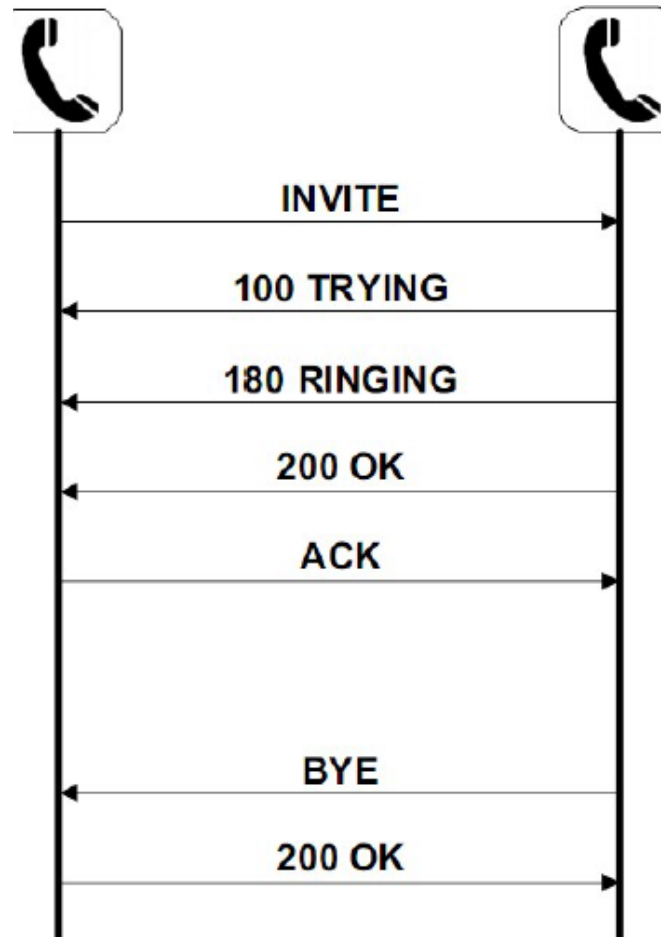 INVITE
100 TRYING
180 RINGING
200 OK
ACK
BYE
200 OK